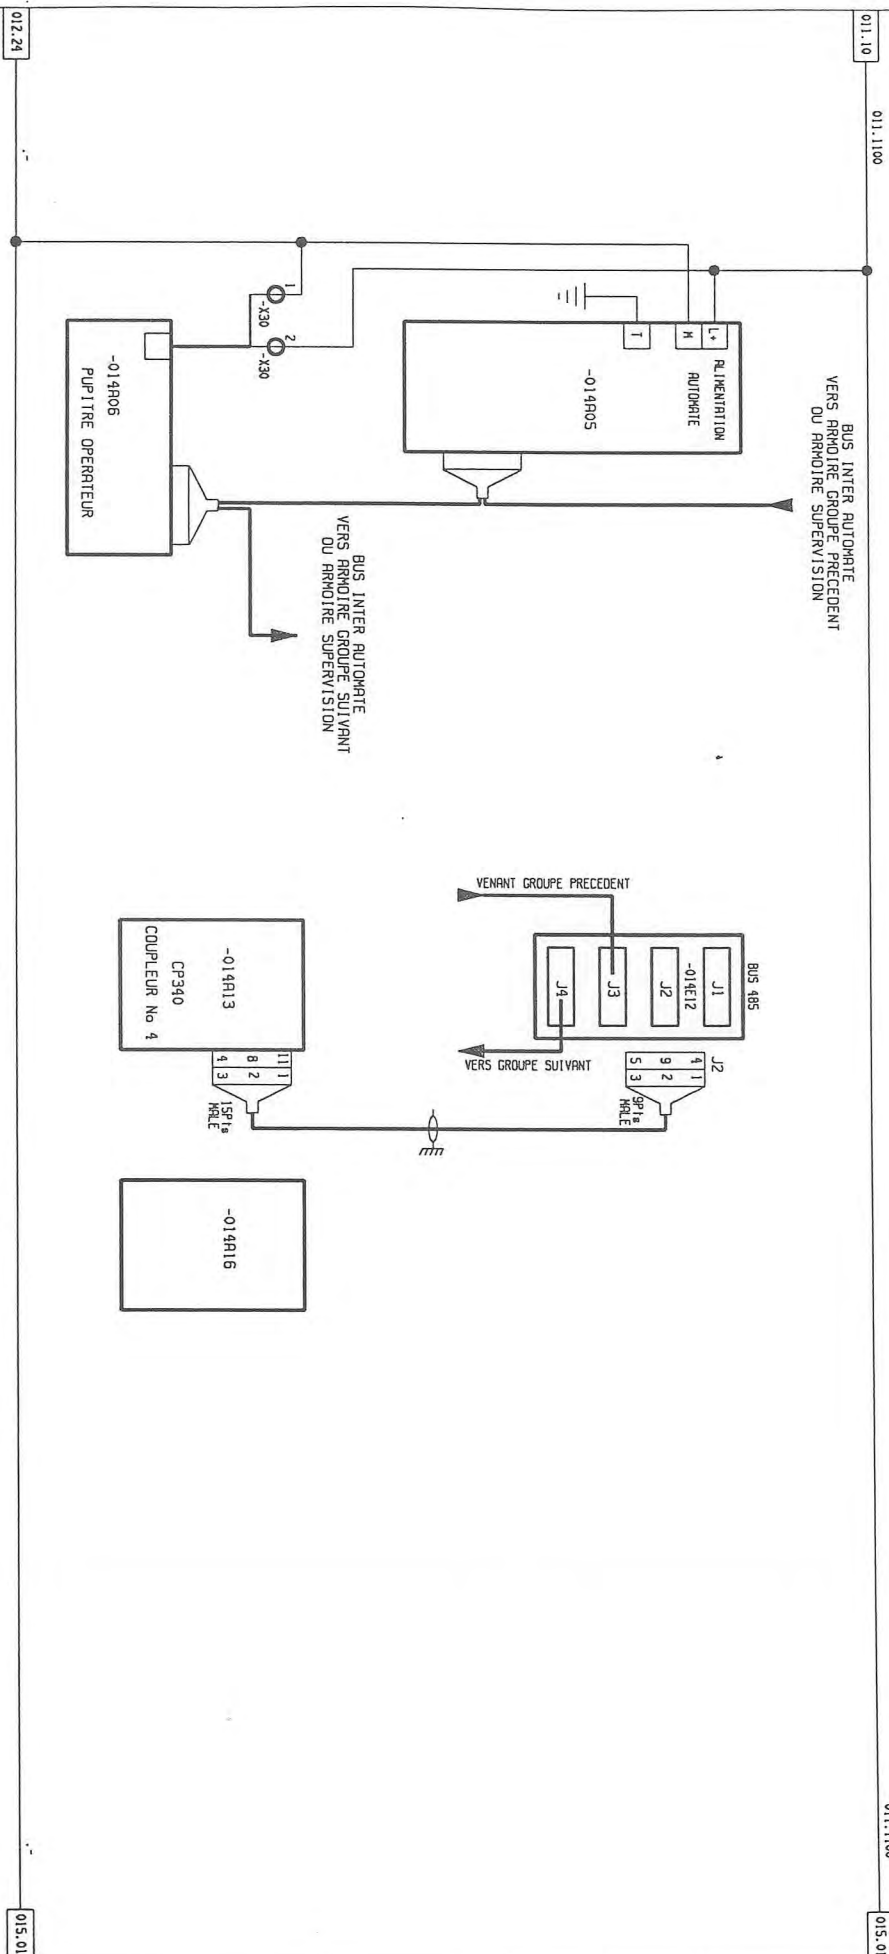 011.10
011.1100
BUS INTER AUTOMATE
VERS ARMOIRE GROUPE PRECEDENT
OU ARMOIRE SUPERVISION
L+
M
T
ALIMENTATION
AUTOMATE
-014A05
1
-X30
2
-X30
-014A06
PUPITRE OPERATEUR
BUS INTER AUTOMATE
VERS ARMOIRE GROUPE SUIVANT
OU ARMOIRE SUPERVISION
012.24
VENANT GROUPE PRECEDENT
BUS 485
J1
J2
-014E12
J3
J4
VERS GROUPE SUIVANT
J2
4 1
9 2
5 3
9Pts
MALE
-014A13
CP340
COUPLEUR No 4
11 1
8 2
4 3
15Pts
MALE
-014A16
015.01